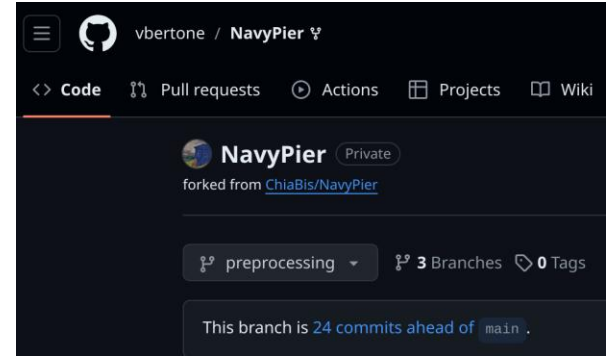 vbertone / NavyPier
<> Code Pull requests Actions Projects Wiki
NavyPier Private
forked from ChiaBis/NavyPier
preprocessing 3 Branches 0 Tags
This branch is 24 commits ahead of main .